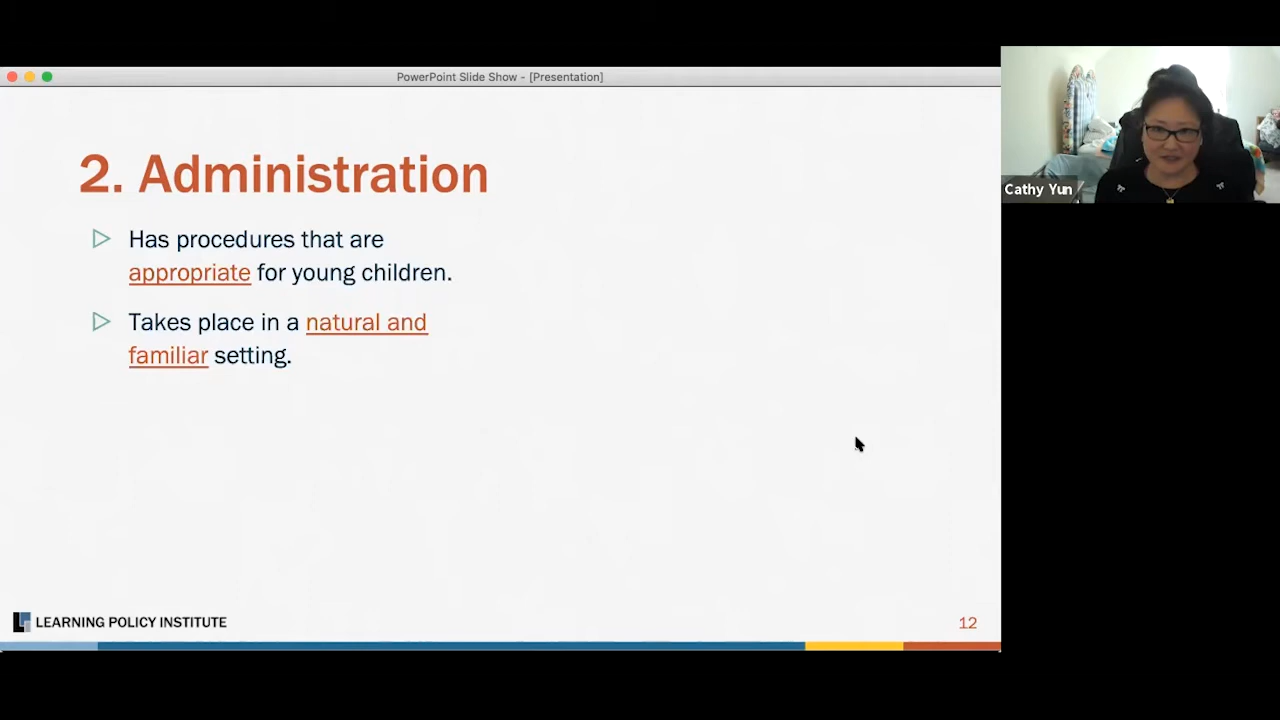 PowerPoint Slide Show - [Presentation]
2. Administration
Has procedures that are
appropriate for young children.
Takes place in a natural and
familiar setting.
LEARNING POLICY INSTITUTE
12
Cathy Yun